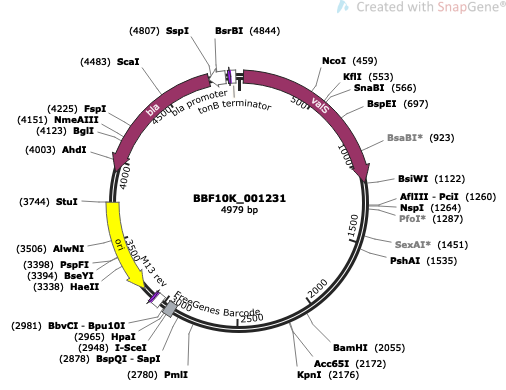 Created with SnapGene®
(4807) SspI
BsrBI (4844)
(4483) ScaI
NcoI (459)
KflI (553)
SnaBI (566)
BspEI (697)
BsaBI* (923)
BsiWI (1122)
AflIII - PciI (1260)
NspI (1264)
PfoI* (1287)
SexAI* (1451)
PshAI (1535)
BamHI (2055)
Acc65I (2172)
KpnI (2176)
(2780) PmlI
(2878) BspQI - SapI
(2948) I-SceI
(2965) HpaI
(2981) BbvCI - Bpu10I
(3338) HaeII
(3394) BseYI
(3398) PspFI
(3506) AlwNI
(3744) StuI
(4003) AhdI
(4123) BglI
(4151) NmeAIII
(4225) FspI
bla
bla promoter
tonB terminator
valS
ori
M13 rev
FreeGenes Barcode
500
1000
1500
2000
2500
3000
3500
4000
4500
BBF10K_001231
4979 bp